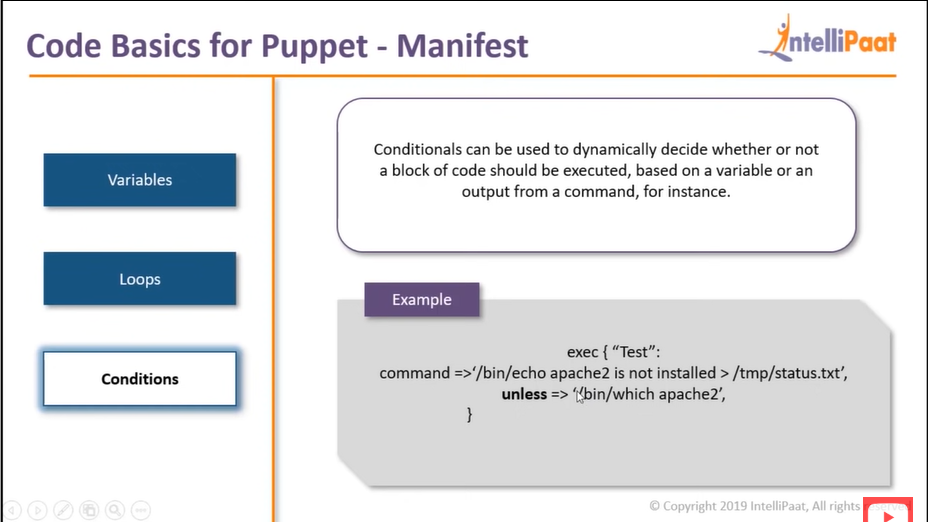 Code Basics for Puppet - Manifest
IntelliPaat
Variables
Loops
Conditions
Conditionals can be used to dynamically decide whether or not
a block of code should be executed, based on a variable or an
output from a command, for instance.
Example
exec { “Test”:
command =>‘/bin/echo apache2 is not installed > /tmp/status.txt’,
unless => ‘/bin/which apache2’,
}
© Copyright 2019 IntelliPaat, All rights reserved.